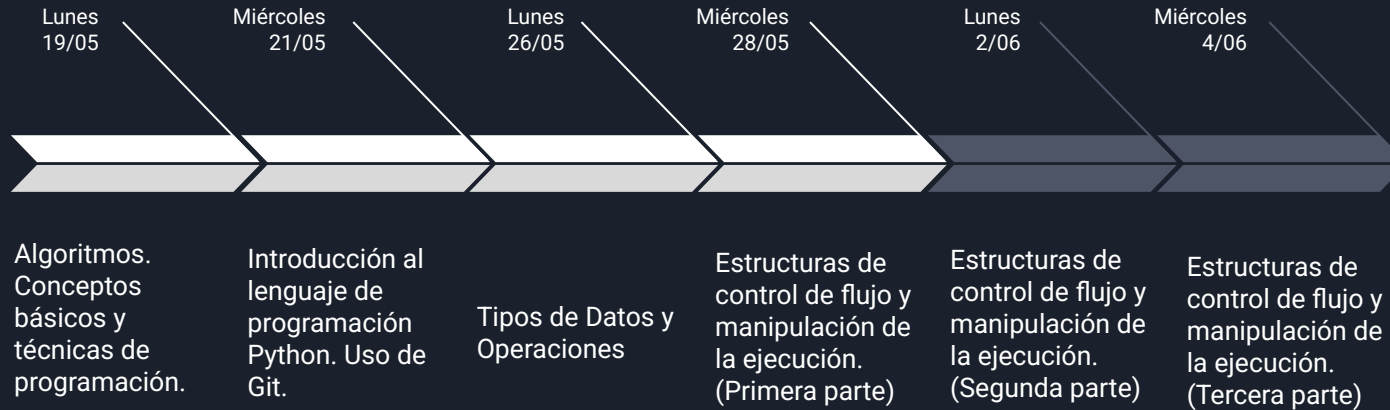 Lunes
19/05
Miércoles
21/05
Lunes
26/05
Miércoles
28/05
Lunes
2/06
Miércoles
4/06
Algoritmos.
Conceptos
básicos y
técnicas de
programación.
Introducción al
lenguaje de
programación
Python. Uso de
Git.
Tipos de Datos y
Operaciones
Estructuras de
control de flujo y
manipulación de
la ejecución.
(Primera parte)
Estructuras de
control de flujo y
manipulación de
la ejecución.
(Segunda parte)
Estructuras de
control de flujo y
manipulación de
la ejecución.
(Tercera parte)